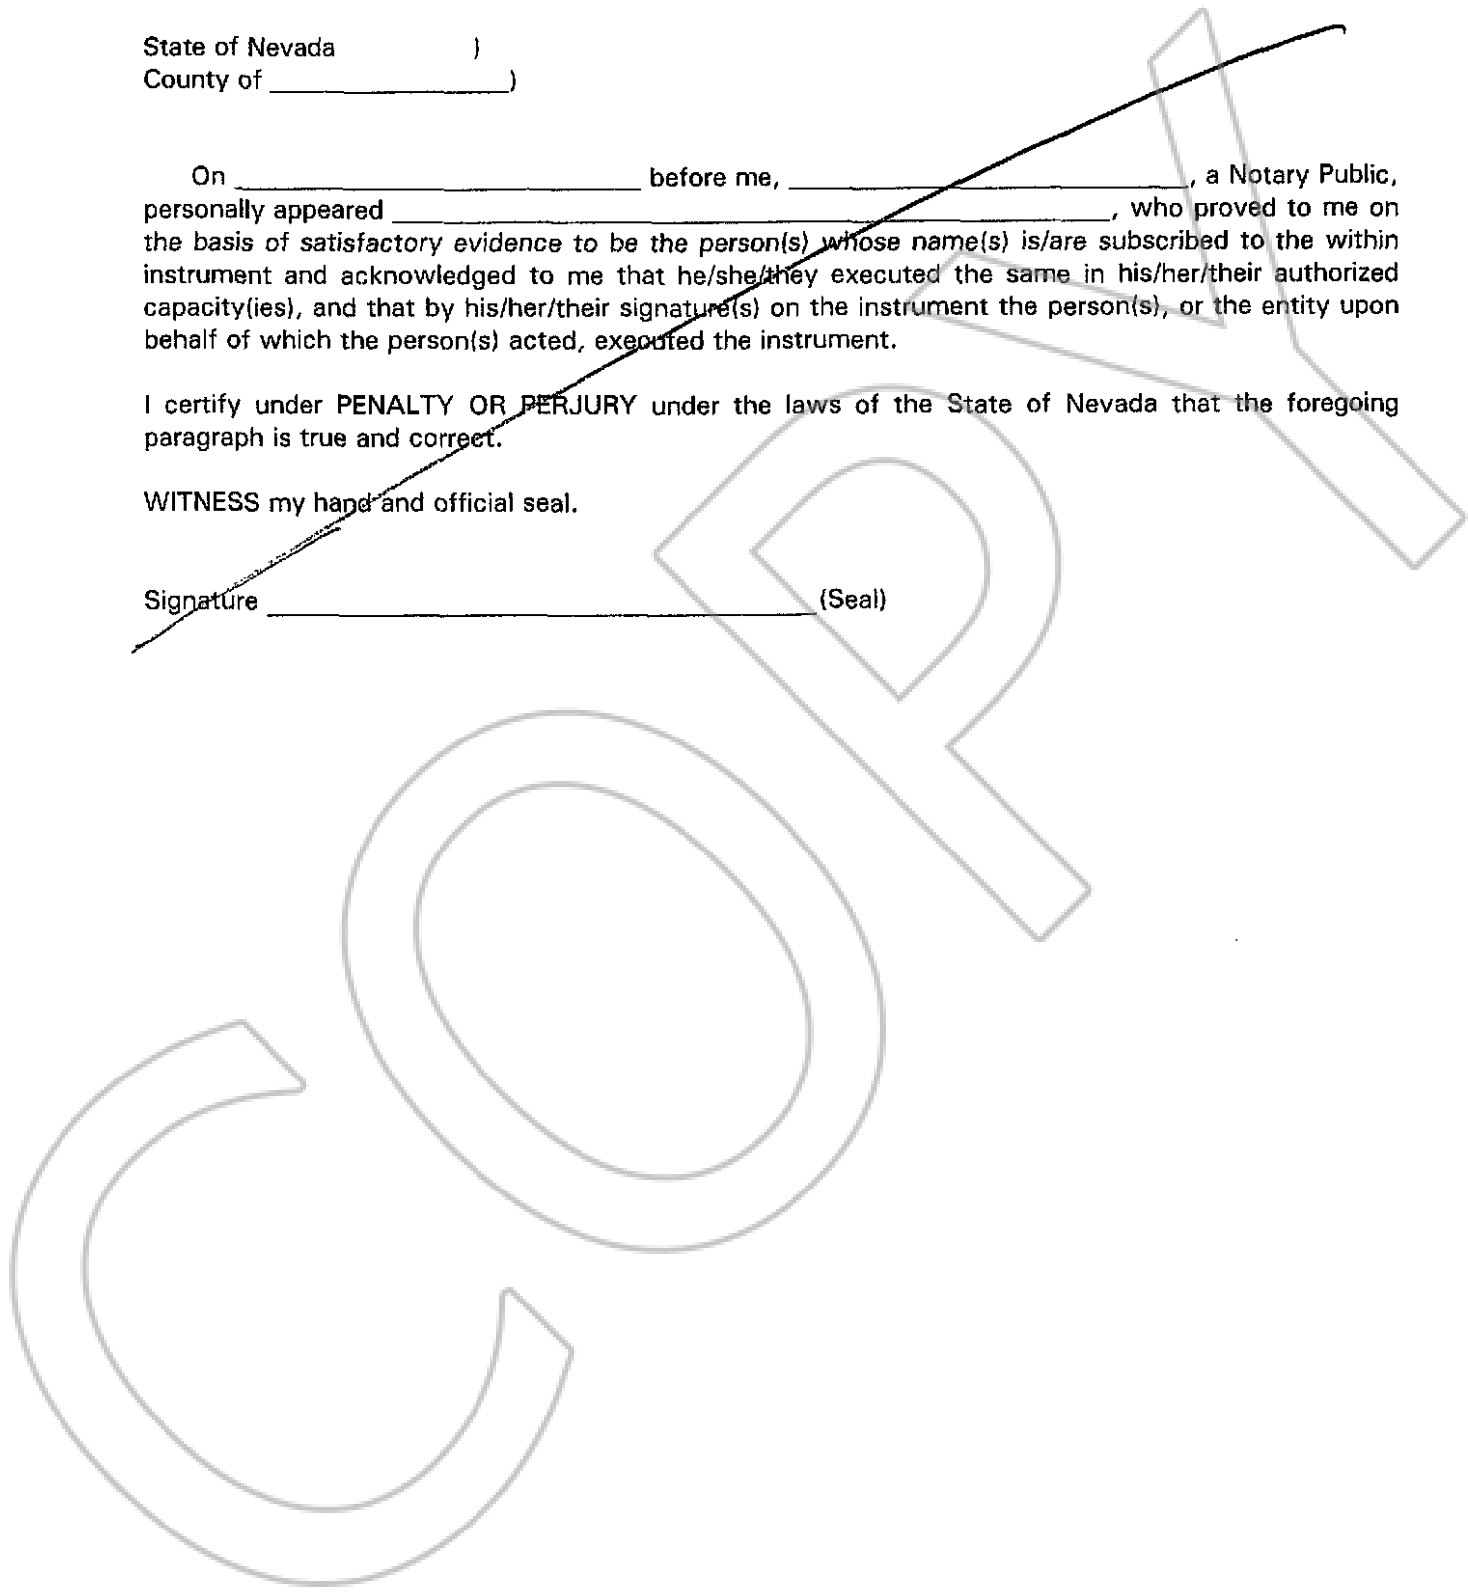 State of Nevada )
County of _________________)
On _____________________________ before me, ____________________________, a Notary Public,
personally appeared ___________________________________________________, who proved to me on
the basis of satisfactory evidence to be the person(s) whose name(s) is/are subscribed to the within
instrument and acknowledged to me that he/she/they executed the same in his/her/their authorized
capacity(ies), and that by his/her/their signature(s) on the instrument the person(s), or the entity upon
behalf of which the person(s) acted, executed the instrument.
I certify under PENALTY OR PERJURY under the laws of the State of Nevada that the foregoing
paragraph is true and correct.
WITNESS my hand and official seal.
Signature _______________________________________ (Seal)
COPY